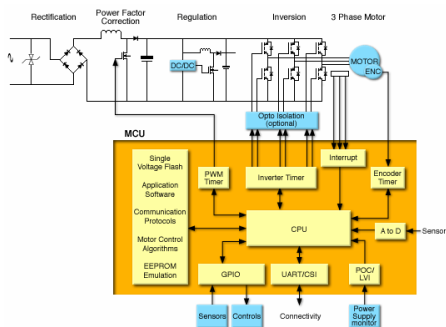 Rectification
Power Factor
Correction
Regulation
Inversion
3 Phase Motor
DC/DC
MOTOR
ENC
Opto Isolation
(optional)
MCU
Single
Voltage Flash
Application
Software
Communication
Protocols
Motor Control
Algorithms
EEPROM
Emulation
PWM
Timer
Inverter Timer
Interrupt
Encoder
Timer
CPU
A to D
Sensor
GPIO
UART/CSI
POC/
LVI
Sensors
Controls
Connectivity
Power
Supply
monitor